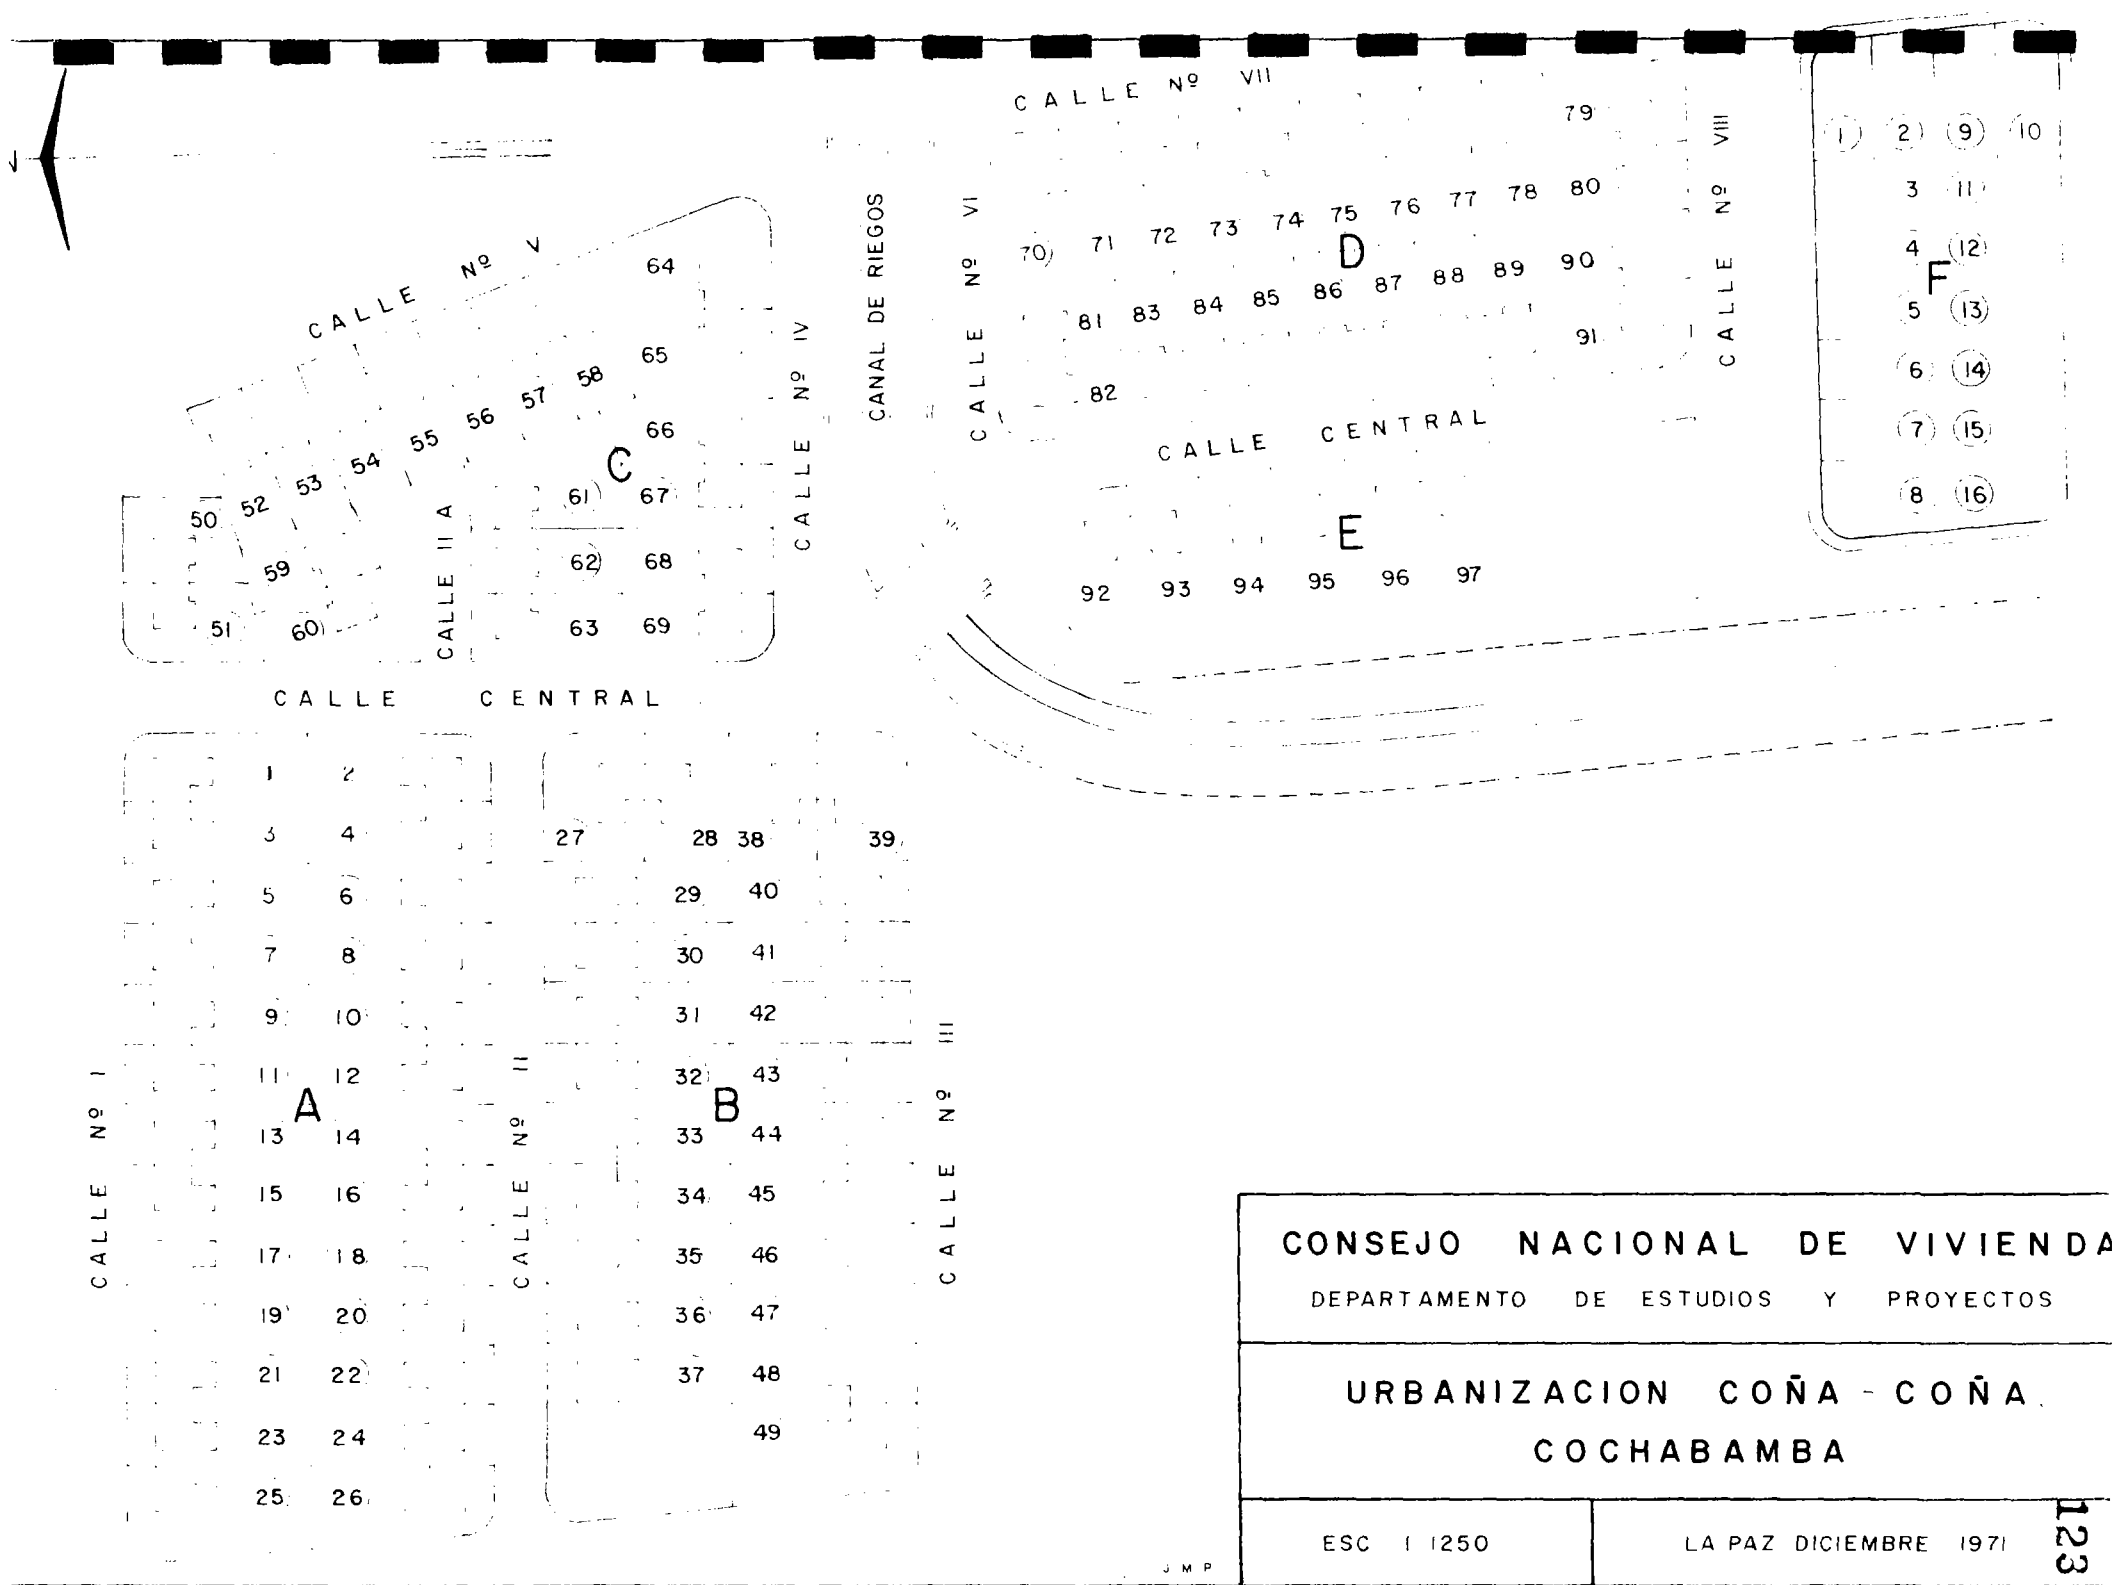 CALLE Nº VII
79
1 2 9 10
3 11
CALLE Nº V
64
CANAL DE RIEGOS
CALLE Nº VI
70 71 72 73 74 75 76 77 78 80
D
CALLE Nº VIII
4 12
F
5 13
6 14
7 15
8 16
81 83 84 85 86 87 88 89 90
91
82
CALLE CENTRAL
E
92 93 94 95 96 97
CALLE Nº IV
65
50 52 53 54 55 56 57 58
66
C
61 67
59
62 68
51 60
63 69
CALLE II A
CALLE CENTRAL
1 2
3 4
5 6
7 8
9 10
11 12
A
13 14
15 16
17 18
19 20
21 22
23 24
25 26
CALLE Nº I
CALLE Nº II
27 28 38 39
29 40
30 41
31 42
32 43
B
33 44
34 45
35 46
36 47
37 48
49
CALLE Nº III
CONSEJO NACIONAL DE VIVIENDA
DEPARTAMENTO DE ESTUDIOS Y PROYECTOS
URBANIZACION COÑA - COÑA
COCHABAMBA
ESC 1 1250
LA PAZ DICIEMBRE 1971
123
J M P